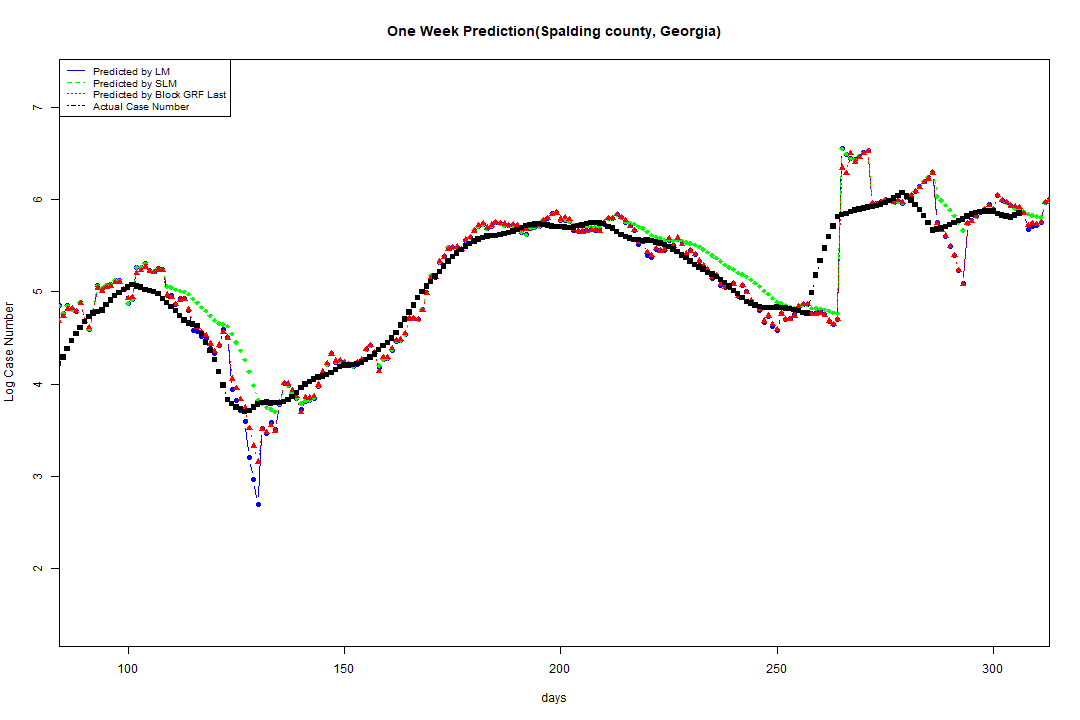 One Week Prediction(Spalding county, Georgia)
Predicted by LM
Predicted by SLM
Predicted by Block GRF Last
Actual Case Number
7
6
5
4
3
2
Log Case Number
100 150 200 250 300
days